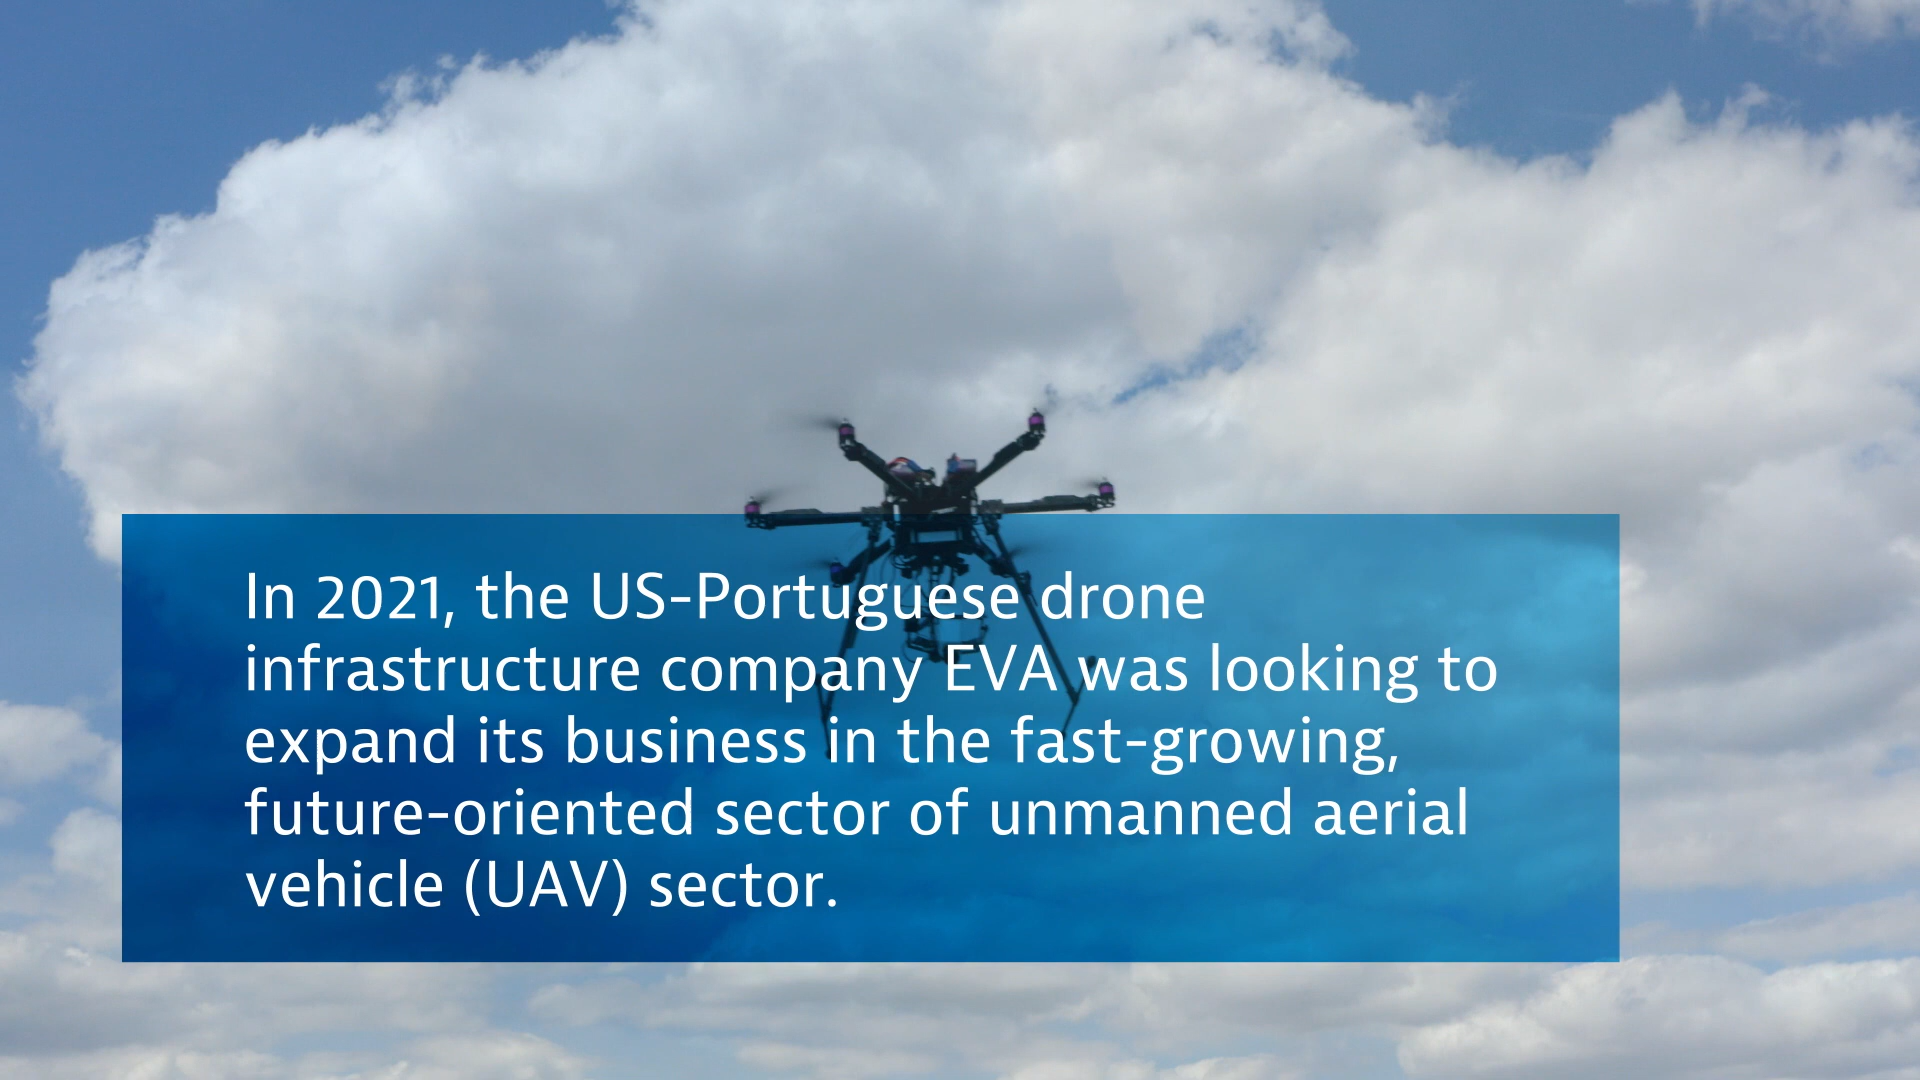 In 2021, the US-Portuguese drone
infrastructure company EVA was looking to
expand its business in the fast-growing,
future-oriented sector of unmanned aerial
vehicle (UAV) sector.